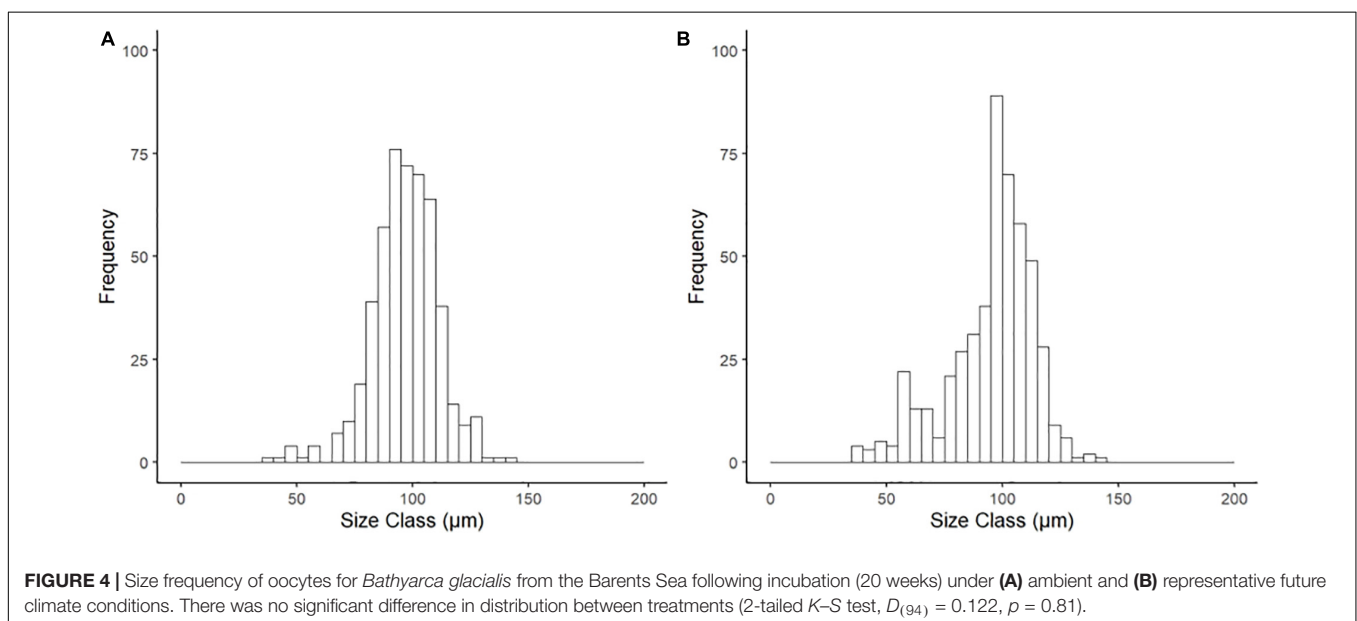 A
B
100
75
50
25
0
Frequency
0 50 100 150 200
Size Class (µm)
100
75
50
25
0
Frequency
0 50 100 150 200
Size Class (µm)
FIGURE 4 | Size frequency of oocytes for Bathyarca glacialis from the Barents Sea following incubation (20 weeks) under (A) ambient and (B) representative future
climate conditions. There was no significant difference in distribution between treatments (2-tailed K–S test, D(94) = 0.122, p = 0.81).